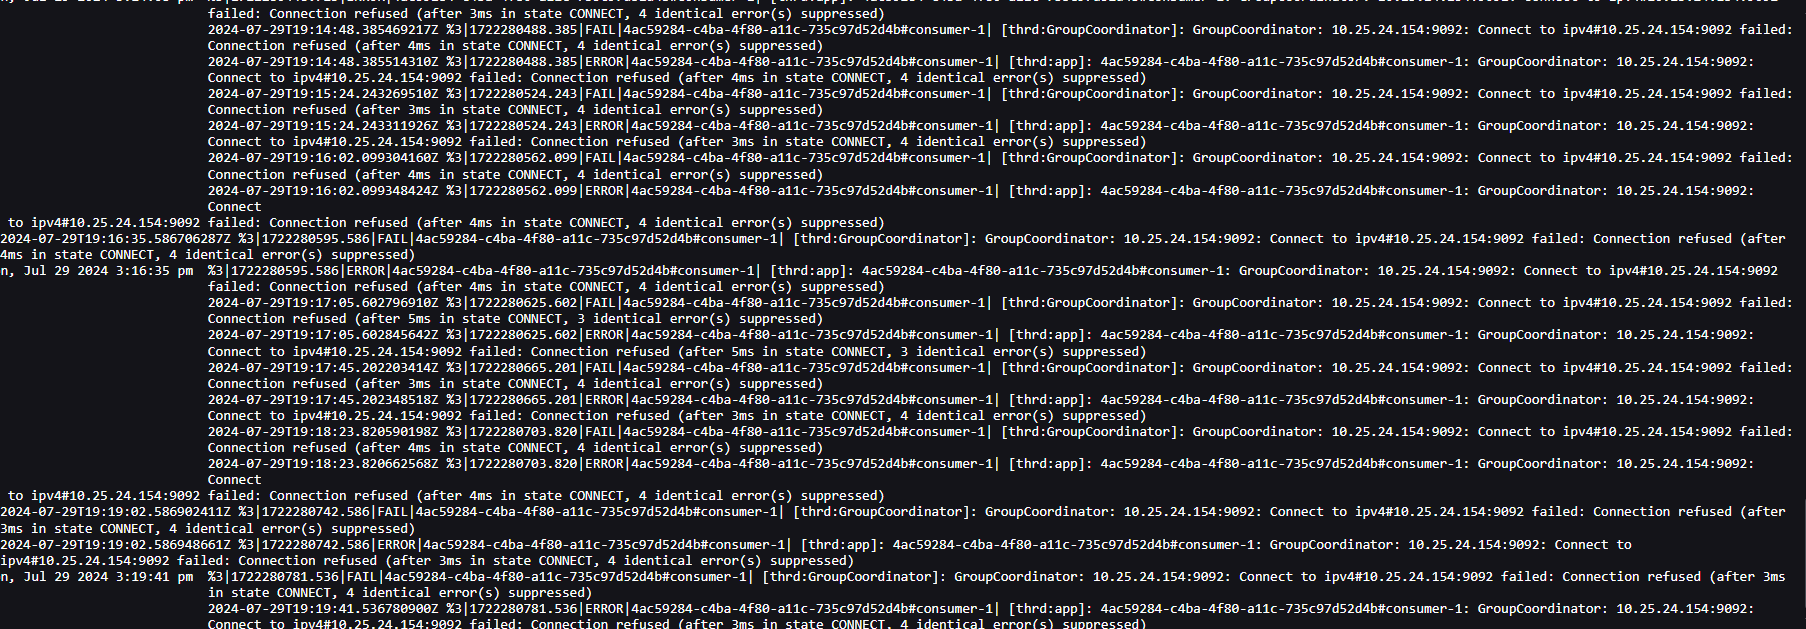 failed: Connection refused (after 3ms in state CONNECT, 4 identical error(s) suppressed)
2024-07-29T19:14:48.385469217Z %3|1722280488.385|FAIL|4ac59284-c4ba-4f80-a11c-735c97d52d4b#consumer-1| [thrd:GroupCoordinator]: GroupCoordinator: 10.25.24.154:9092: Connect to ipv4#10.25.24.154:9092 failed:
Connection refused (after 4ms in state CONNECT, 4 identical error(s) suppressed)
2024-07-29T19:14:48.385514310Z %3|1722280488.385|ERROR|4ac59284-c4ba-4f80-a11c-735c97d52d4b#consumer-1| [thrd:app]: 4ac59284-c4ba-4f80-a11c-735c97d52d4b#consumer-1: GroupCoordinator: 10.25.24.154:9092:
Connect to ipv4#10.25.24.154:9092 failed: Connection refused (after 4ms in state CONNECT, 4 identical error(s) suppressed)
2024-07-29T19:15:24.243269510Z %3|1722280524.243|FAIL|4ac59284-c4ba-4f80-a11c-735c97d52d4b#consumer-1| [thrd:GroupCoordinator]: GroupCoordinator: 10.25.24.154:9092: Connect to ipv4#10.25.24.154:9092 failed:
Connection refused (after 3ms in state CONNECT, 4 identical error(s) suppressed)
2024-07-29T19:15:24.243311926Z %3|1722280524.243|ERROR|4ac59284-c4ba-4f80-a11c-735c97d52d4b#consumer-1| [thrd:app]: 4ac59284-c4ba-4f80-a11c-735c97d52d4b#consumer-1: GroupCoordinator: 10.25.24.154:9092:
Connect to ipv4#10.25.24.154:9092 failed: Connection refused (after 3ms in state CONNECT, 4 identical error(s) suppressed)
2024-07-29T19:16:02.099304160Z %3|1722280562.099|FAIL|4ac59284-c4ba-4f80-a11c-735c97d52d4b#consumer-1| [thrd:GroupCoordinator]: GroupCoordinator: 10.25.24.154:9092: Connect to ipv4#10.25.24.154:9092 failed:
Connection refused (after 4ms in state CONNECT, 4 identical error(s) suppressed)
2024-07-29T19:16:02.099348424Z %3|1722280562.099|ERROR|4ac59284-c4ba-4f80-a11c-735c97d52d4b#consumer-1| [thrd:app]: 4ac59284-c4ba-4f80-a11c-735c97d52d4b#consumer-1: GroupCoordinator: 10.25.24.154:9092:
Connect
to ipv4#10.25.24.154:9092 failed: Connection refused (after 4ms in state CONNECT, 4 identical error(s) suppressed)
2024-07-29T19:16:35.586706287Z %3|1722280595.586|FAIL|4ac59284-c4ba-4f80-a11c-735c97d52d4b#consumer-1| [thrd:GroupCoordinator]: GroupCoordinator: 10.25.24.154:9092: Connect to ipv4#10.25.24.154:9092 failed: Connection refused (after
4ms in state CONNECT, 4 identical error(s) suppressed)
n, Jul 29 2024 3:16:35 pm %3|1722280595.586|ERROR|4ac59284-c4ba-4f80-a11c-735c97d52d4b#consumer-1| [thrd:app]: 4ac59284-c4ba-4f80-a11c-735c97d52d4b#consumer-1: GroupCoordinator: 10.25.24.154:9092: Connect to ipv4#10.25.24.154:9092
failed: Connection refused (after 4ms in state CONNECT, 4 identical error(s) suppressed)
2024-07-29T19:17:05.602796910Z %3|1722280625.602|FAIL|4ac59284-c4ba-4f80-a11c-735c97d52d4b#consumer-1| [thrd:GroupCoordinator]: GroupCoordinator: 10.25.24.154:9092: Connect to ipv4#10.25.24.154:9092 failed:
Connection refused (after 5ms in state CONNECT, 3 identical error(s) suppressed)
2024-07-29T19:17:05.602845642Z %3|1722280625.602|ERROR|4ac59284-c4ba-4f80-a11c-735c97d52d4b#consumer-1| [thrd:app]: 4ac59284-c4ba-4f80-a11c-735c97d52d4b#consumer-1: GroupCoordinator: 10.25.24.154:9092:
Connect to ipv4#10.25.24.154:9092 failed: Connection refused (after 5ms in state CONNECT, 3 identical error(s) suppressed)
2024-07-29T19:17:45.202203414Z %3|1722280665.201|FAIL|4ac59284-c4ba-4f80-a11c-735c97d52d4b#consumer-1| [thrd:GroupCoordinator]: GroupCoordinator: 10.25.24.154:9092: Connect to ipv4#10.25.24.154:9092 failed:
Connection refused (after 3ms in state CONNECT, 4 identical error(s) suppressed)
2024-07-29T19:17:45.202348518Z %3|1722280665.201|ERROR|4ac59284-c4ba-4f80-a11c-735c97d52d4b#consumer-1| [thrd:app]: 4ac59284-c4ba-4f80-a11c-735c97d52d4b#consumer-1: GroupCoordinator: 10.25.24.154:9092:
Connect to ipv4#10.25.24.154:9092 failed: Connection refused (after 3ms in state CONNECT, 4 identical error(s) suppressed)
2024-07-29T19:18:23.820590198Z %3|1722280703.820|FAIL|4ac59284-c4ba-4f80-a11c-735c97d52d4b#consumer-1| [thrd:GroupCoordinator]: GroupCoordinator: 10.25.24.154:9092: Connect to ipv4#10.25.24.154:9092 failed:
Connection refused (after 4ms in state CONNECT, 4 identical error(s) suppressed)
2024-07-29T19:18:23.820662568Z %3|1722280703.820|ERROR|4ac59284-c4ba-4f80-a11c-735c97d52d4b#consumer-1| [thrd:app]: 4ac59284-c4ba-4f80-a11c-735c97d52d4b#consumer-1: GroupCoordinator: 10.25.24.154:9092:
Connect
to ipv4#10.25.24.154:9092 failed: Connection refused (after 4ms in state CONNECT, 4 identical error(s) suppressed)
2024-07-29T19:19:02.586902411Z %3|1722280742.586|FAIL|4ac59284-c4ba-4f80-a11c-735c97d52d4b#consumer-1| [thrd:GroupCoordinator]: GroupCoordinator: 10.25.24.154:9092: Connect to ipv4#10.25.24.154:9092 failed: Connection refused (after
3ms in state CONNECT, 4 identical error(s) suppressed)
2024-07-29T19:19:02.586948661Z %3|1722280742.586|ERROR|4ac59284-c4ba-4f80-a11c-735c97d52d4b#consumer-1| [thrd:app]: 4ac59284-c4ba-4f80-a11c-735c97d52d4b#consumer-1: GroupCoordinator: 10.25.24.154:9092: Connect to
ipv4#10.25.24.154:9092 failed: Connection refused (after 3ms in state CONNECT, 4 identical error(s) suppressed)
n, Jul 29 2024 3:19:41 pm %3|1722280781.536|FAIL|4ac59284-c4ba-4f80-a11c-735c97d52d4b#consumer-1| [thrd:GroupCoordinator]: GroupCoordinator: 10.25.24.154:9092: Connect to ipv4#10.25.24.154:9092 failed: Connection refused (after 3ms
in state CONNECT, 4 identical error(s) suppressed)
2024-07-29T19:19:41.536780900Z %3|1722280781.536|ERROR|4ac59284-c4ba-4f80-a11c-735c97d52d4b#consumer-1| [thrd:app]: 4ac59284-c4ba-4f80-a11c-735c97d52d4b#consumer-1: GroupCoordinator: 10.25.24.154:9092:
Connect to ipv4#10.25.24.154:9092 failed: Connection refused (after 3ms in state CONNECT, 4 identical error(s) suppressed)